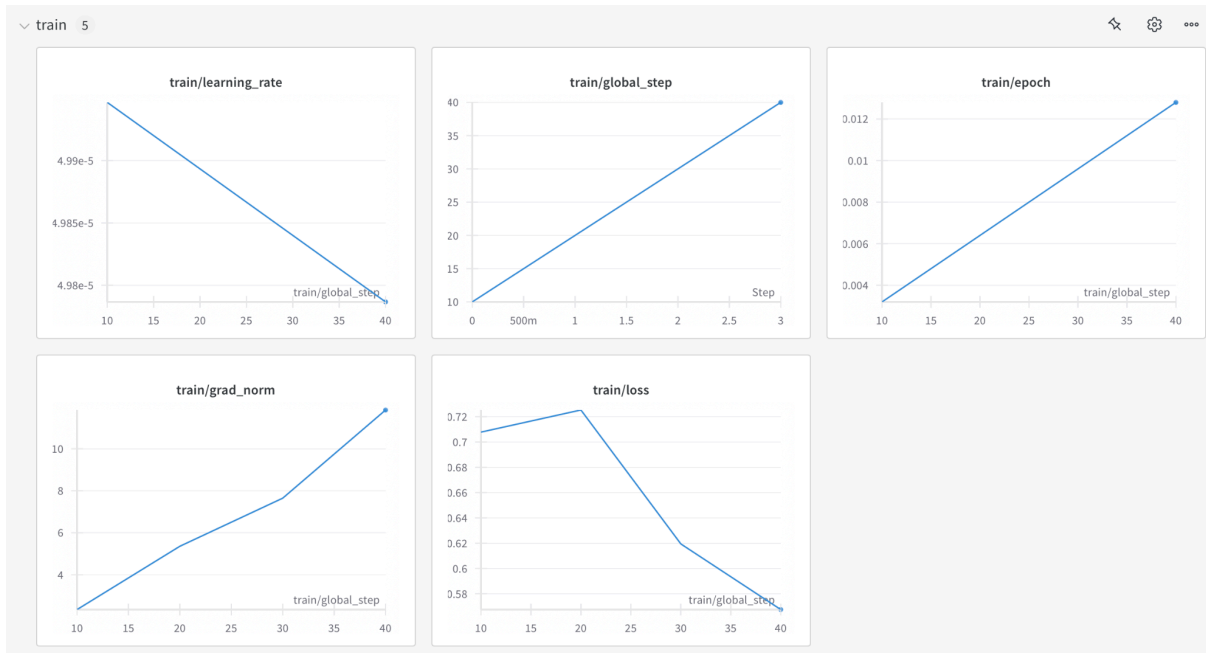 train 5
train/learning_rate
4.99e-5
4.985e-5
4.98e-5
train/global_step
10 15 20 25 30 35 40
train/global_step
40
35
30
25
20
15
10
Step
0 500m 1 1.5 2 2.5 3
train/epoch
0.012
0.01
0.008
0.006
0.004
train/global_step
10 15 20 25 30 35 40
train/grad_norm
10
8
6
4
train/global_step
10 15 20 25 30 35 40
train/loss
0.72
0.7
0.68
0.66
0.64
0.62
0.6
0.58
train/global_step
10 15 20 25 30 35 40